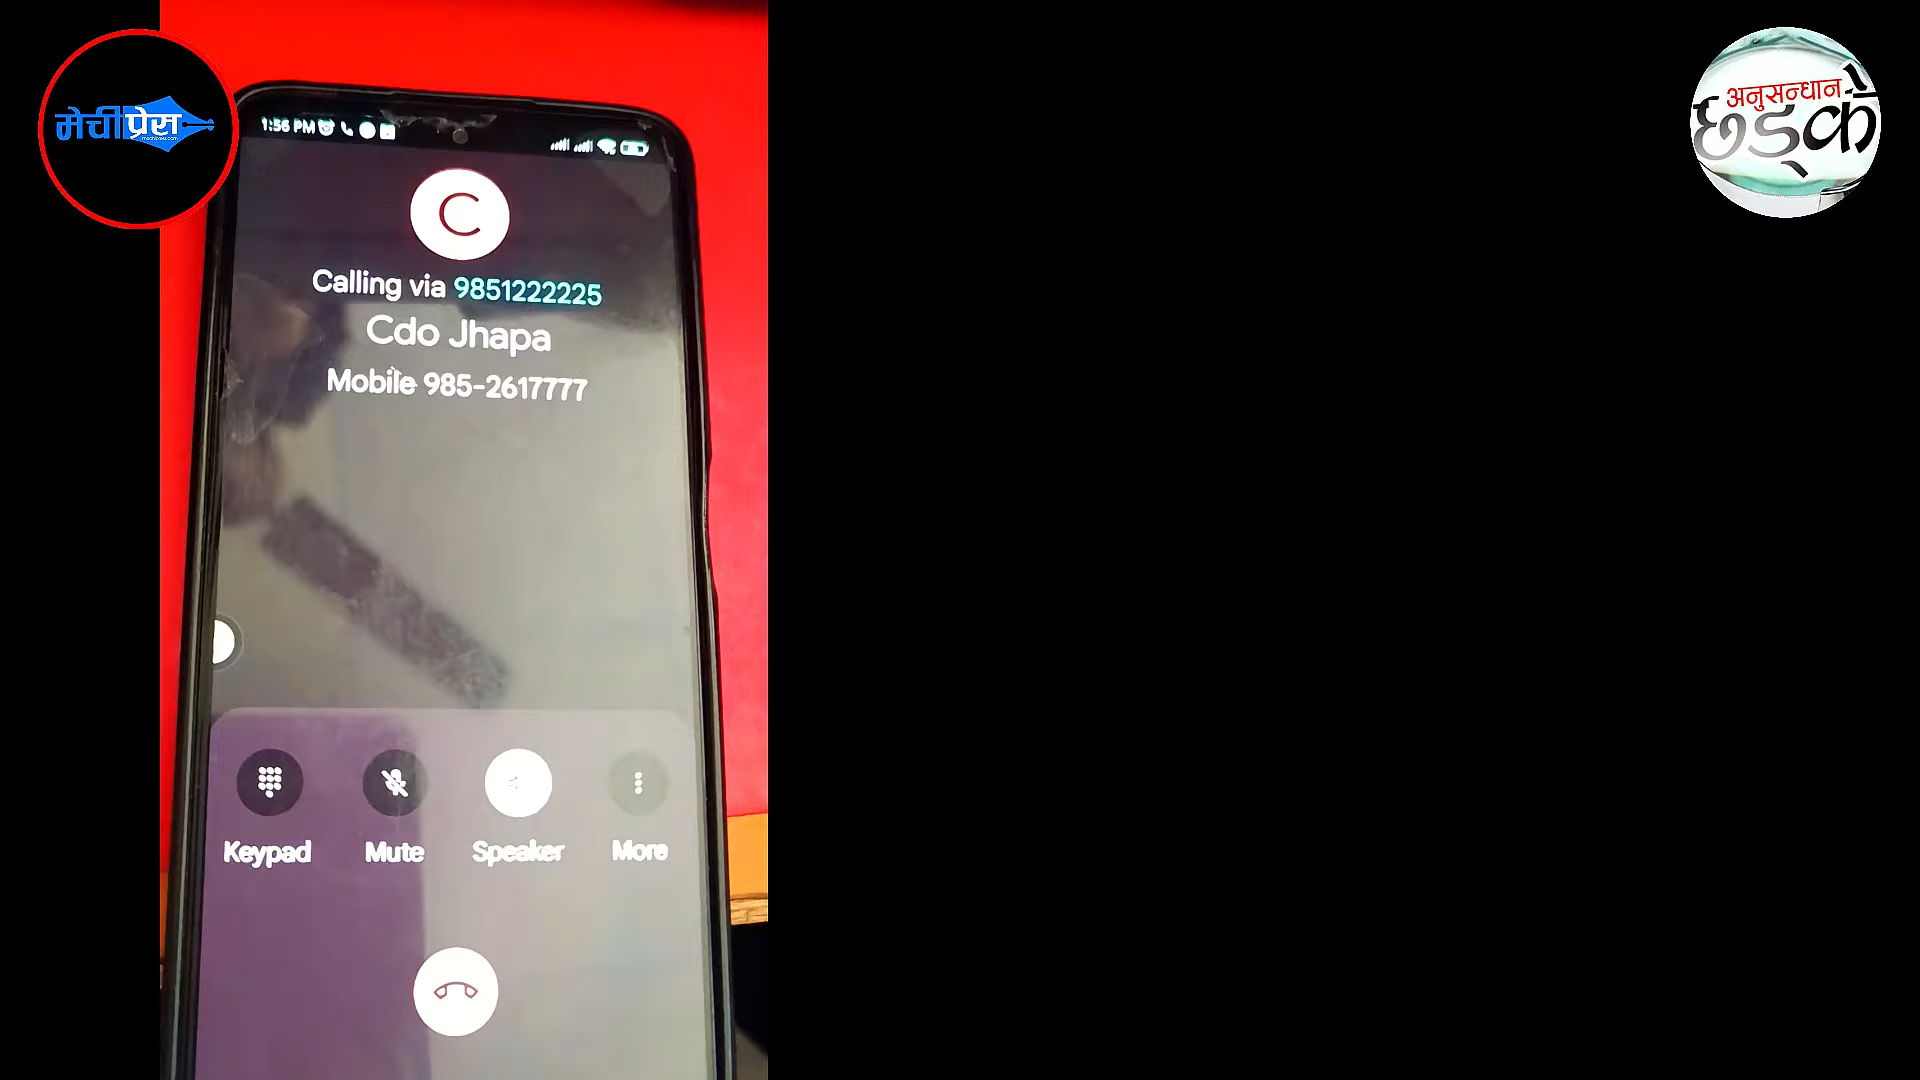 मेचीप्रेस
अनुसन्धान
छड्के
1:56 PM
C
Calling via 9851222225
Cdo Jhapa
Mobile 985-2617777
Keypad
Mute
Speaker
More